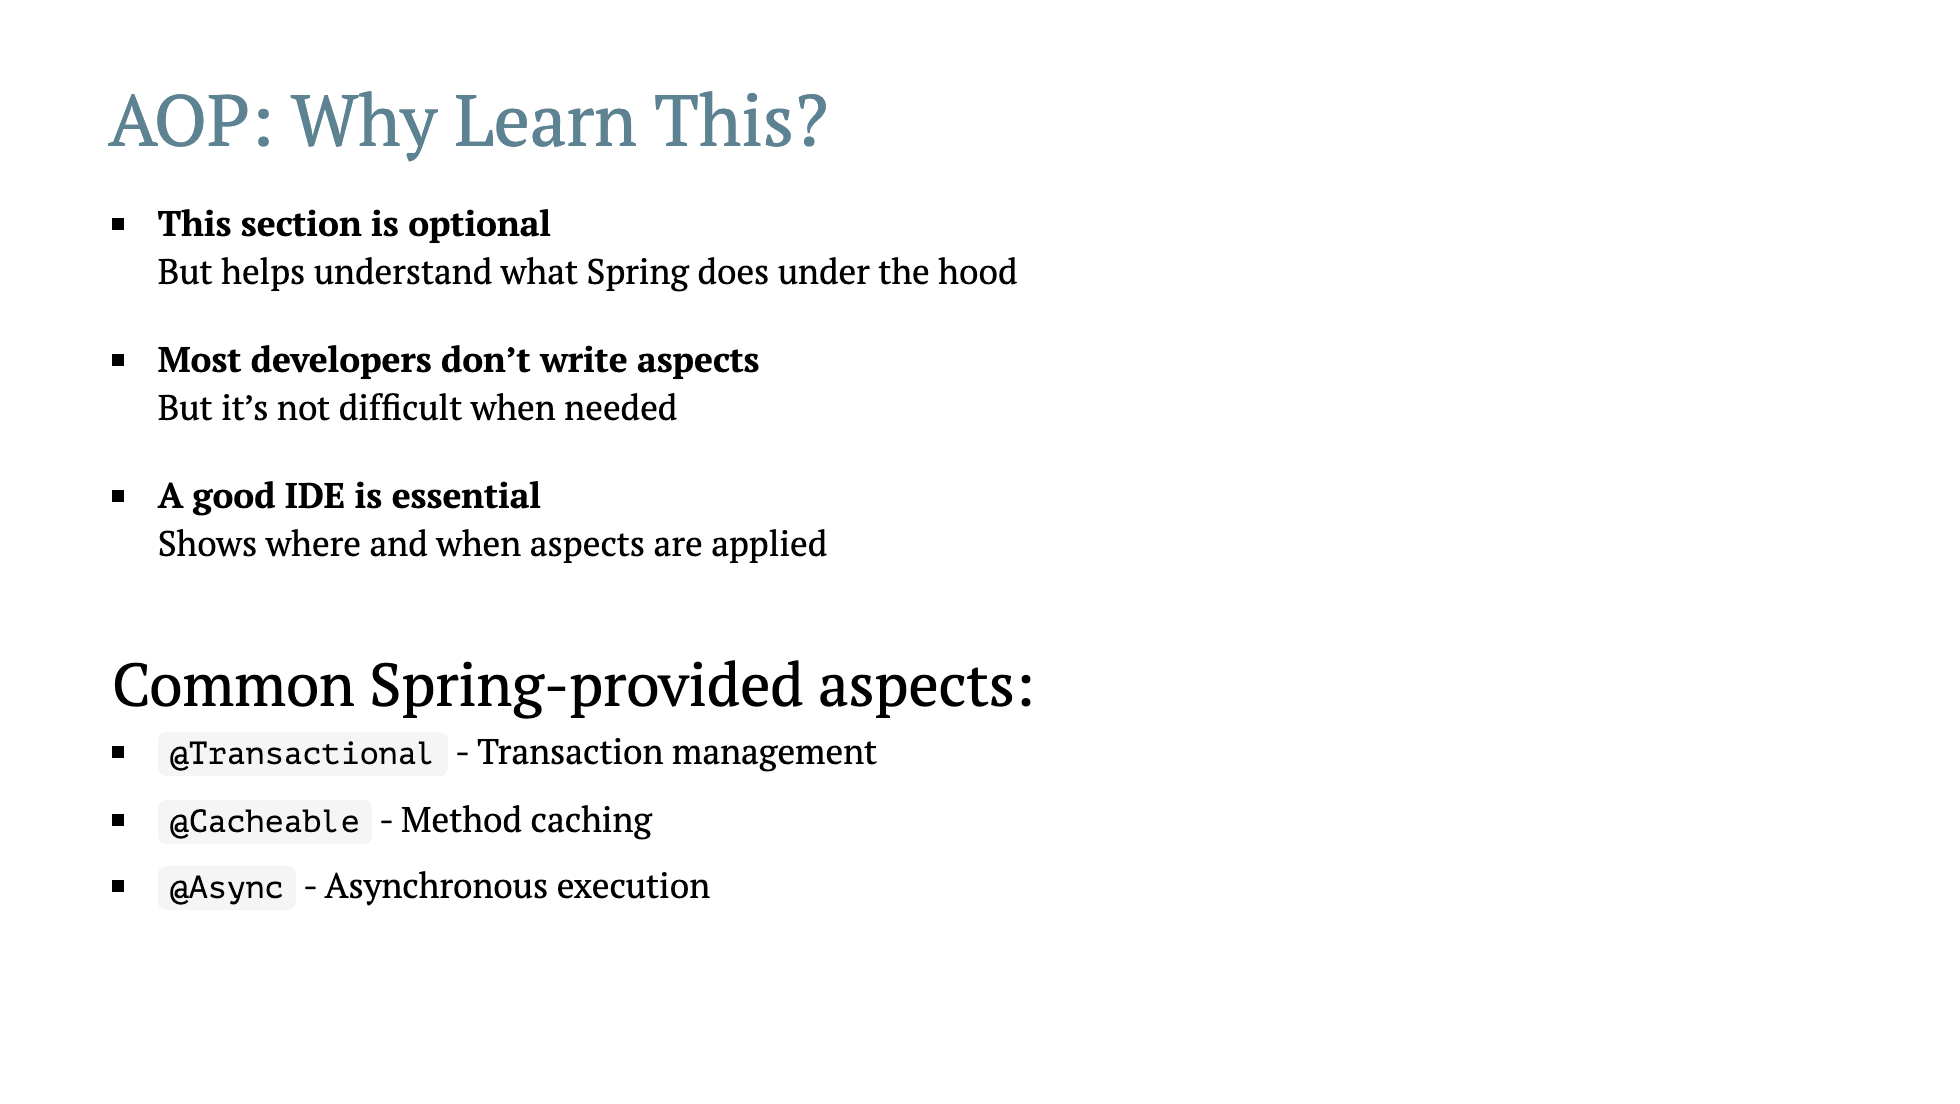 AOP: Why Learn This?
This section is optional
But helps understand what Spring does under the hood
Most developers don’t write aspects
But it’s not difficult when needed
A good IDE is essential
Shows where and when aspects are applied
Common Spring-provided aspects:
@Transactional - Transaction management
@Cacheable - Method caching
@Async - Asynchronous execution